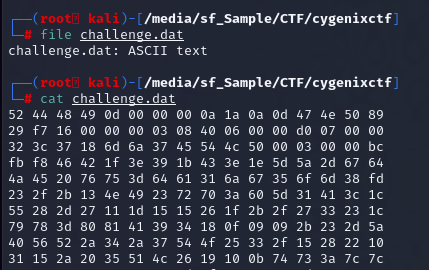 ┌──(root㉿ kali)-[/media/sf_Sample/CTF/cygenixctf]
└─# file challenge.dat
challenge.dat: ASCII text
┌──(root㉿ kali)-[/media/sf_Sample/CTF/cygenixctf]
└─# cat challenge.dat
52 44 48 49 0d 00 00 00 0a 1a 0a 0d 47 4e 50 89
29 f7 16 00 00 00 03 08 40 06 00 00 d0 07 00 00
32 3c 37 18 6d 6a 37 45 54 4c 50 00 03 00 00 bc
fb f8 46 42 1f 3e 39 1b 43 3e 1e 5d 5a 2d 67 64
4a 45 20 76 75 3d 64 61 31 6a 67 35 6f 6d 38 fd
23 2f 2b 13 4e 49 23 72 70 3a 60 5d 31 41 3c 1c
55 28 2d 27 11 1d 15 15 26 1f 2b 2f 27 33 23 1c
79 78 3d 80 81 41 39 34 18 0f 09 09 2b 23 2d 5a
40 56 52 2a 34 2a 37 54 4f 25 33 2f 15 28 22 10
31 15 2a 20 35 51 4c 26 19 10 0b 74 73 3a 7c 7c